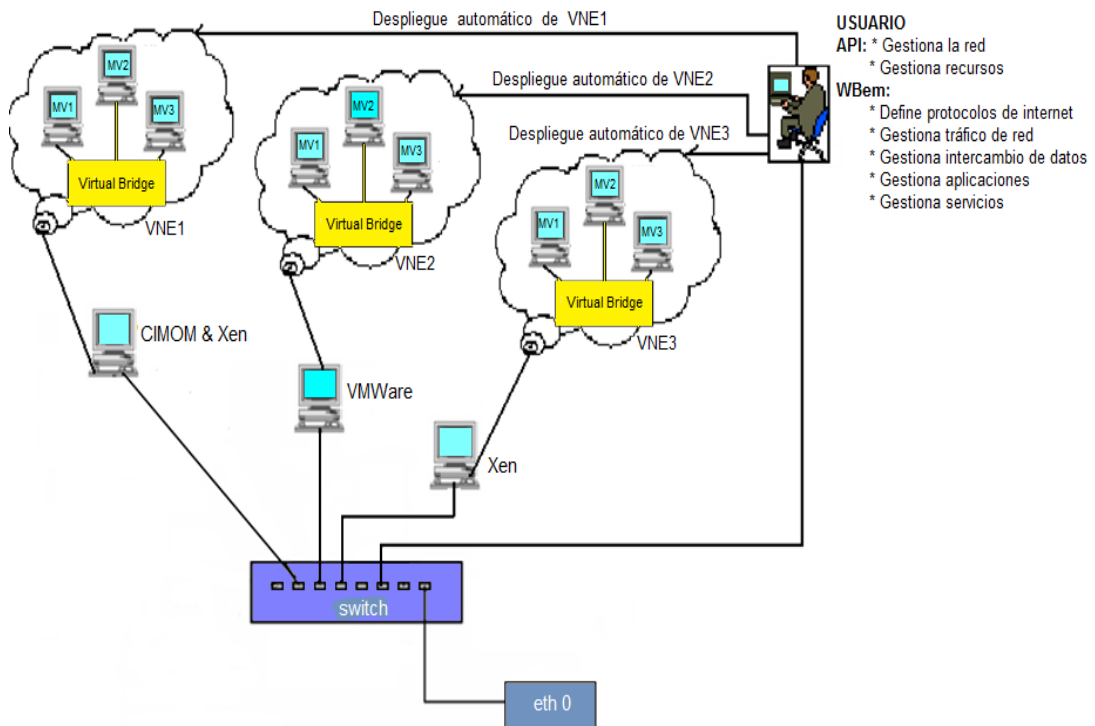 Despliegue automático de VNE1
USUARIO
API: * Gestiona la red
* Gestiona recursos
WBem:
* Define protocolos de internet
* Gestiona tráfico de red
* Gestiona intercambio de datos
* Gestiona aplicaciones
* Gestiona servicios
Despliegue automático de VNE2
Despliegue automático de VNE3
MV2
MV1
MV3
Virtual Bridge
VNE1
MV2
MV1
MV3
Virtual Bridge
VNE2
MV2
MV1
MV3
Virtual Bridge
VNE3
CIMOM & Xen
VMWare
Xen
switch
eth 0